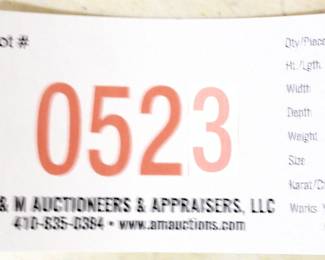 ot #
0523
& M AUCTIONEERS & APPRAISERS, LLC
410-835-0384 • www.amauctions.com
Qty/Piece
Ht./Lgth.
Width
Depth
Weight
Size
Karat/C
Works